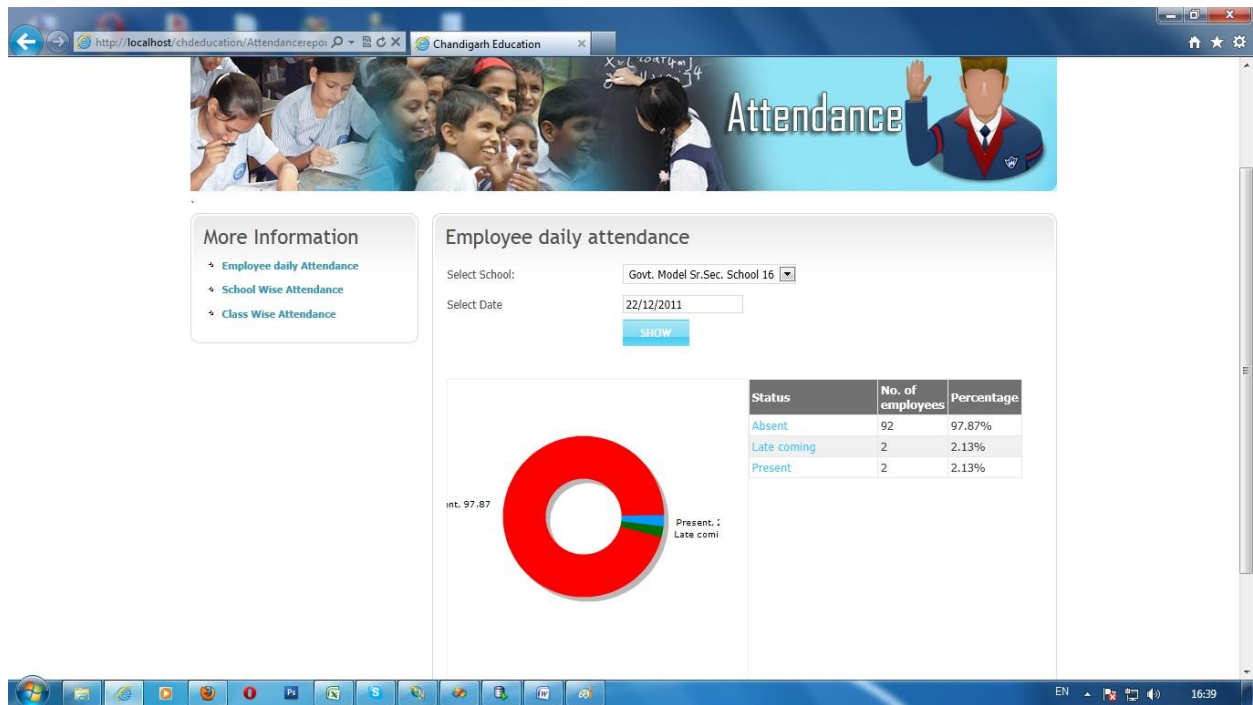 http://localhost/chdeducation/Attendancerepor
Chandigarh Education
Attendance
More Information
Employee daily Attendance
School Wise Attendance
Class Wise Attendance
Employee daily attendance
Select School: Govt. Model Sr.Sec. School 16
Select Date 22/12/2011
SHOW
Status No. of employees Percentage
Absent 92 97.87%
Late coming 2 2.13%
Present 2 2.13%
nt, 97.87
Present, 2
Late comi
EN 16:39